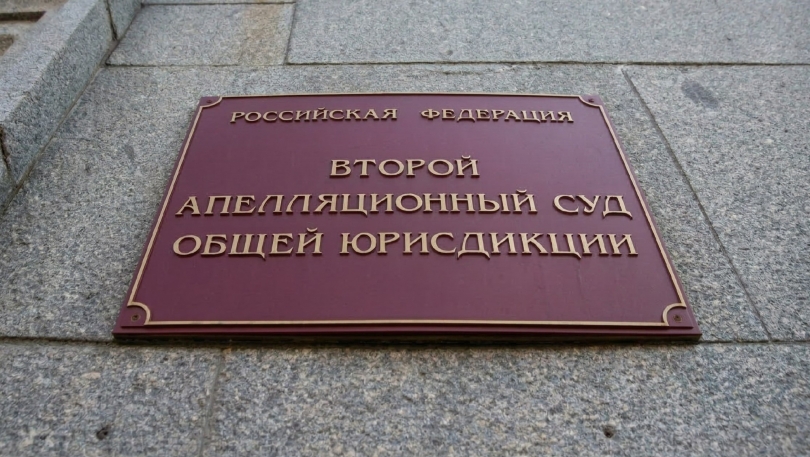 РОССИЙСКАЯ ФЕДЕРАЦИЯ
ВТОРОЙ
АПЕЛЛЯЦИОННЫЙ СУД
ОБЩЕЙ ЮРИСДИКЦИИ